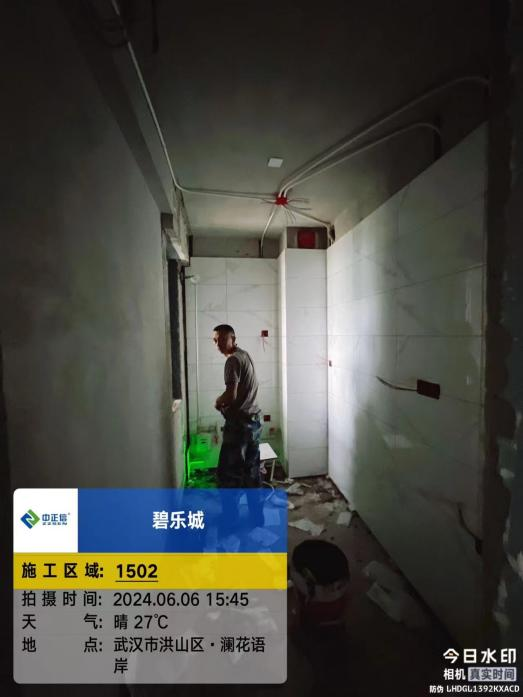 中正信®
ZZSEEN
碧乐城
施工区域: 1502
拍摄时间: 2024.06.06 15:45
天气: 晴 27℃
地点: 武汉市洪山区·澜花语
岸
今日水印
相机 真实时间
防伪 LHDGL1392KXACD